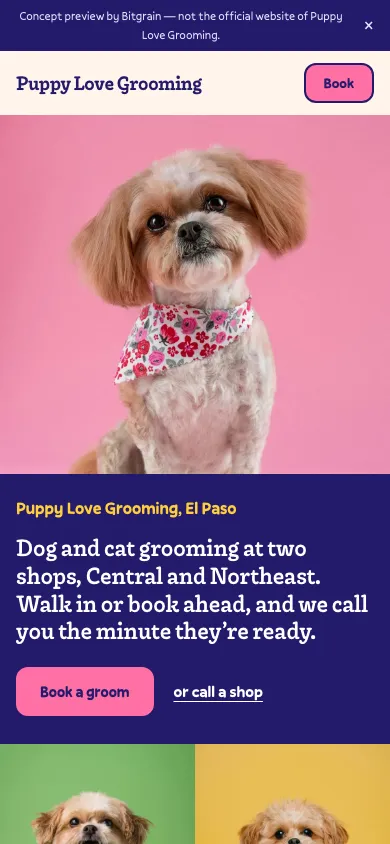 Concept preview by Bitgrain — not the official website of Puppy
Love Grooming.
×
Puppy Love Grooming
Book
Puppy Love Grooming, El Paso
Dog and cat grooming at two
shops, Central and Northeast.
Walk in or book ahead, and we call
you the minute they’re ready.
Book a groom
or call a shop